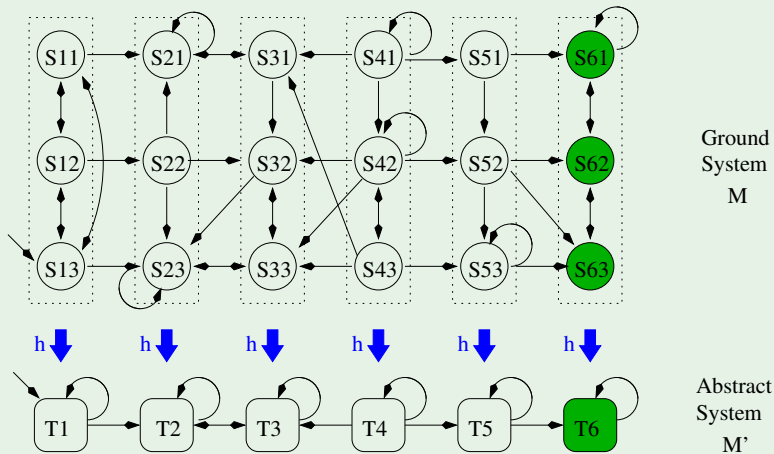 S11 S21 S31 S41 S51 S61
S12 S22 S32 S42 S52 S62
Ground
System
M
S13 S23 S33 S43 S53 S63
h h h h h h
T1 T2 T3 T4 T5 T6
Abstract
System
M'